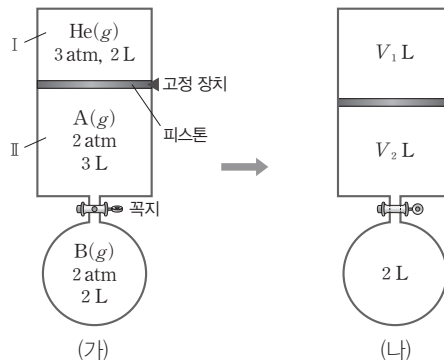 Ⅰ
He(g)
3 atm, 2 L
고정 장치
피스톤
Ⅱ
A(g)
2 atm
3 L
꼭지
B(g)
2 atm
2 L
(가)
V₁ L
V₂ L
2 L
(나)